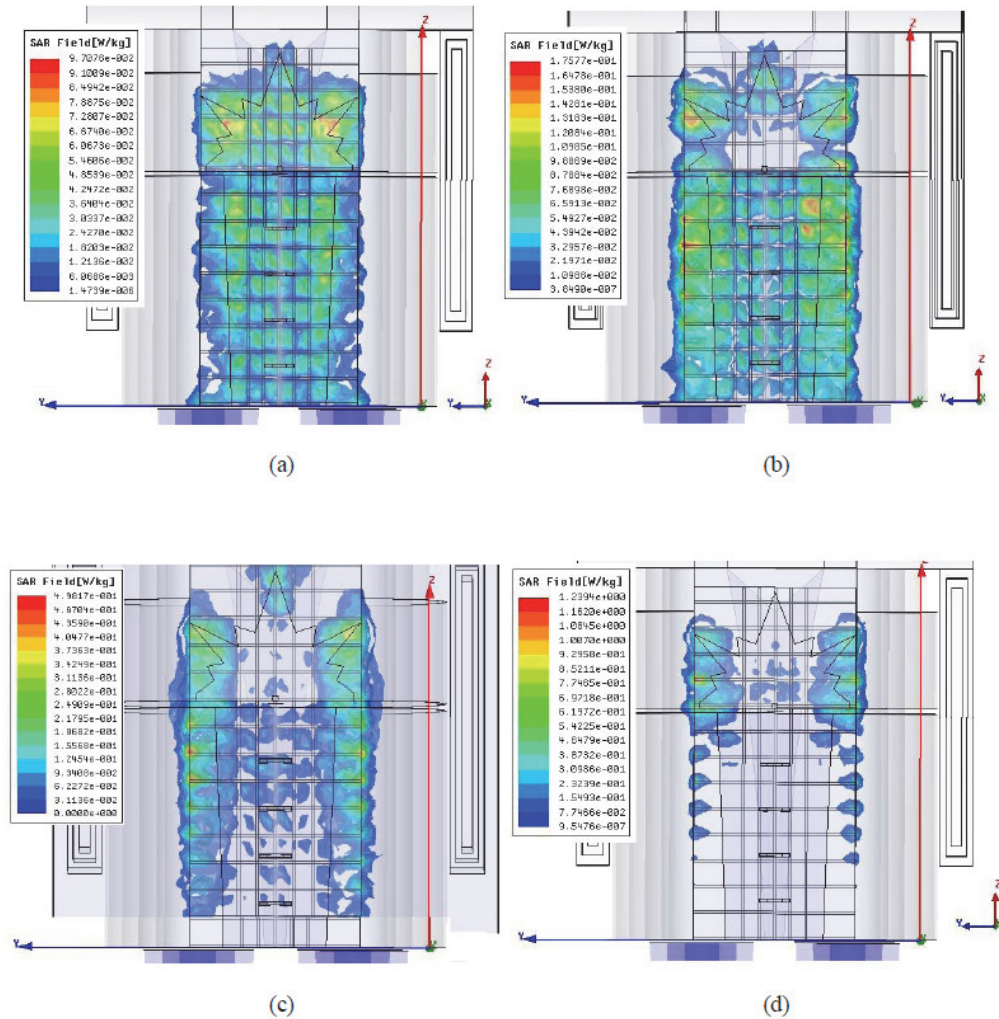 SAR Field[W/kg]
9.7076e-002
9.1009e-002
8.4942e-002
7.8875e-002
7.2807e-002
6.6740e-002
6.0673e-002
5.4606e-002
4.8539e-002
4.2472e-002
3.6404e-002
3.0337e-002
2.4270e-002
1.8203e-002
1.2136e-002
6.0686e-003
1.4739e-006
Z
Y
X
Z
Y
X
(a)
SAR Field[W/kg]
1.7577e-001
1.6478e-001
1.5380e-001
1.4281e-001
1.3183e-001
1.2084e-001
1.0985e-001
9.8869e-002
8.7884e-002
7.6898e-002
6.5913e-002
5.4927e-002
4.3942e-002
3.2957e-002
2.1971e-002
1.0986e-002
3.8490e-007
Z
Y
Z
Y
X
(b)
SAR Field[W/kg]
4.9817e-001
4.6704e-001
4.3590e-001
4.0477e-001
3.7363e-001
3.4249e-001
3.1136e-001
2.8022e-001
2.4909e-001
2.1795e-001
1.8682e-001
1.5568e-001
1.2454e-001
9.3408e-002
6.2272e-002
3.1136e-002
0.0000e+000
Z
Y
X
(c)
SAR Field[W/kg]
1.2394e+000
1.1620e+000
1.0845e+000
1.0070e+000
9.2958e-001
8.5211e-001
7.7465e-001
6.9718e-001
6.1972e-001
5.4225e-001
4.6479e-001
3.8732e-001
3.0986e-001
2.3239e-001
1.5493e-001
7.7466e-002
9.5476e-007
Z
Y
X
Z
Y
X
(d)